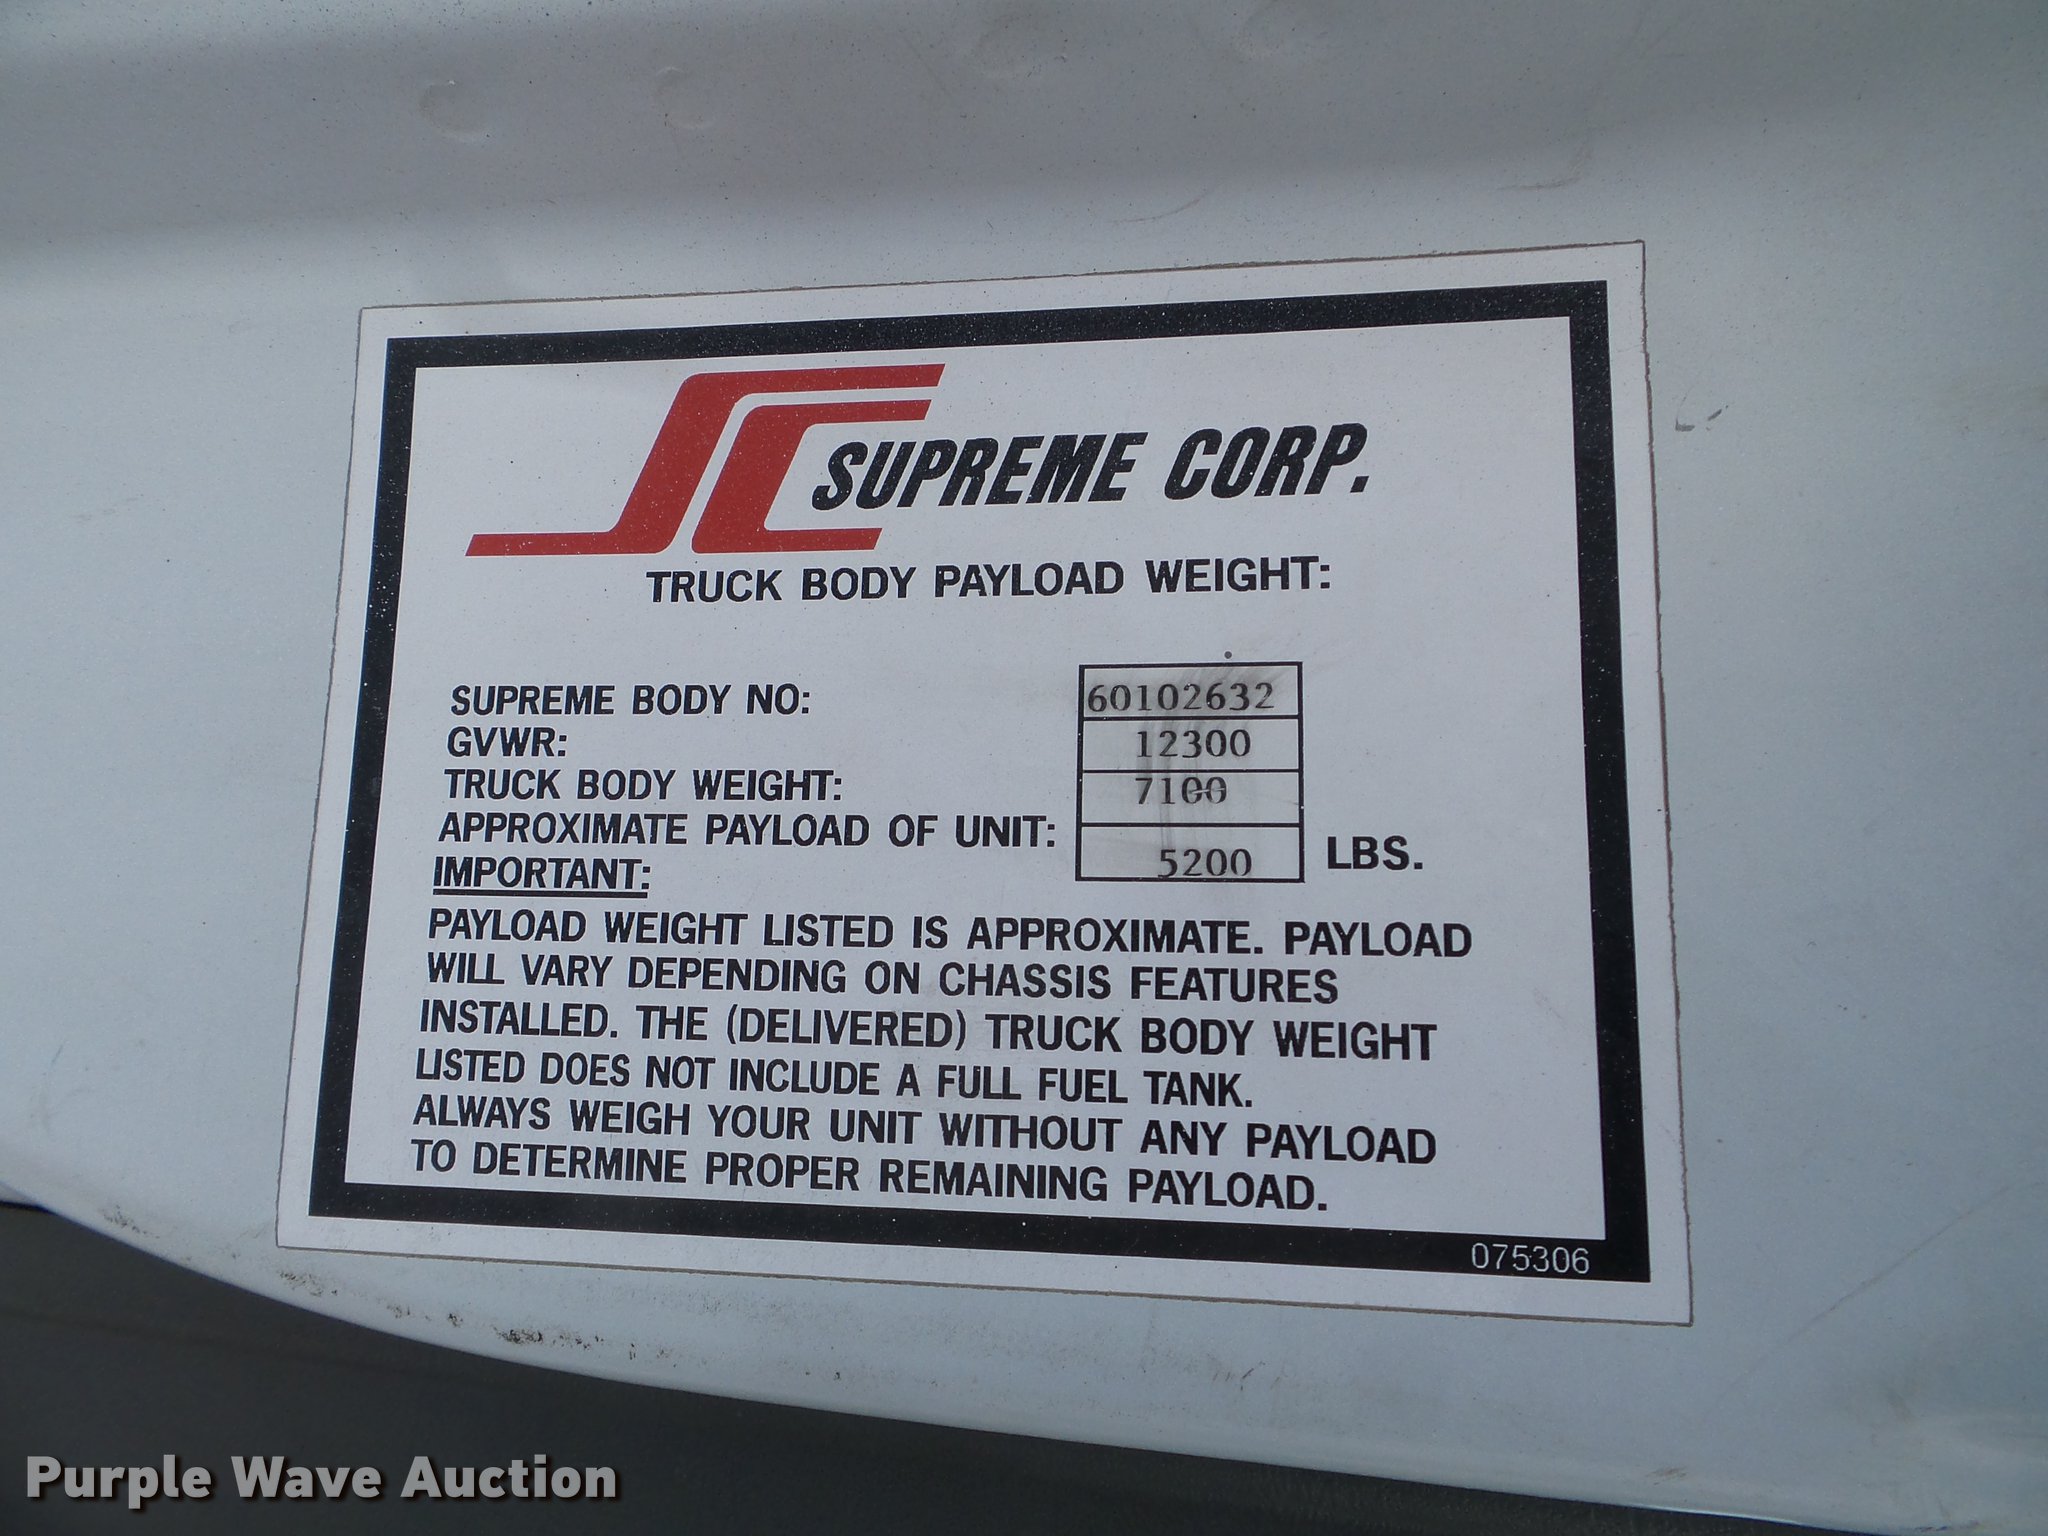 SUPREME CORP.
TRUCK BODY PAYLOAD WEIGHT:
SUPREME BODY NO: 60102632
GVWR: 12300
TRUCK BODY WEIGHT: 7100
APPROXIMATE PAYLOAD OF UNIT: 5200 LBS.
IMPORTANT:
PAYLOAD WEIGHT LISTED IS APPROXIMATE. PAYLOAD
WILL VARY DEPENDING ON CHASSIS FEATURES
INSTALLED. THE (DELIVERED) TRUCK BODY WEIGHT
LISTED DOES NOT INCLUDE A FULL FUEL TANK.
ALWAYS WEIGH YOUR UNIT WITHOUT ANY PAYLOAD
TO DETERMINE PROPER REMAINING PAYLOAD.
075306
Purple Wave Auction